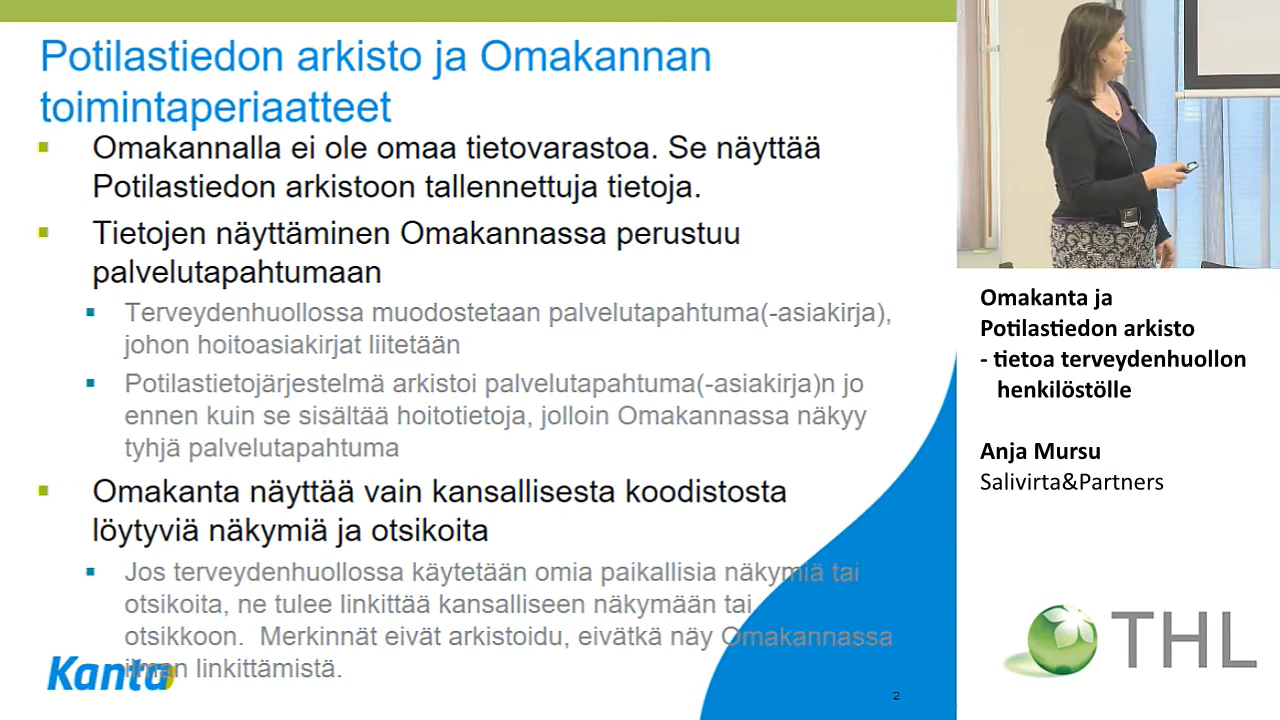 Potilastiedon arkisto ja Omakannan
toimintaperiaatteet
Omakannalla ei ole omaa tietovarastoa. Se näyttää
Potilastiedon arkistoon tallennettuja tietoja.
Tietojen näyttäminen Omakannassa perustuu
palvelutapahtumaan
Terveydenhuollossa muodostetaan palvelutapahtuma(-asiakirja),
johon hoitoasiakirjat liitetään
Potilastietojärjestelmä arkistoi palvelutapahtuma(-asiakirja)n jo
ennen kuin se sisältää hoitotietoja, jolloin Omakannassa näkyy
tyhjä palvelutapahtuma
Omakanta näyttää vain kansallisesta koodistosta
löytyviä näkymiä ja otsikoita
Jos terveydenhuollossa käytetään omia paikallisia näkymiä tai
otsikoita, ne tulee linkittää kansalliseen näkymään tai
otsikkoon.  Merkinnät eivät arkistoidu, eivätkä näy Omakannassa
ilman linkittämistä.
Kanta
2
Omakanta ja
Potilastiedon arkisto
- tietoa terveydenhuollon
henkilöstölle
Anja Mursu
Salivirta&Partners
THL